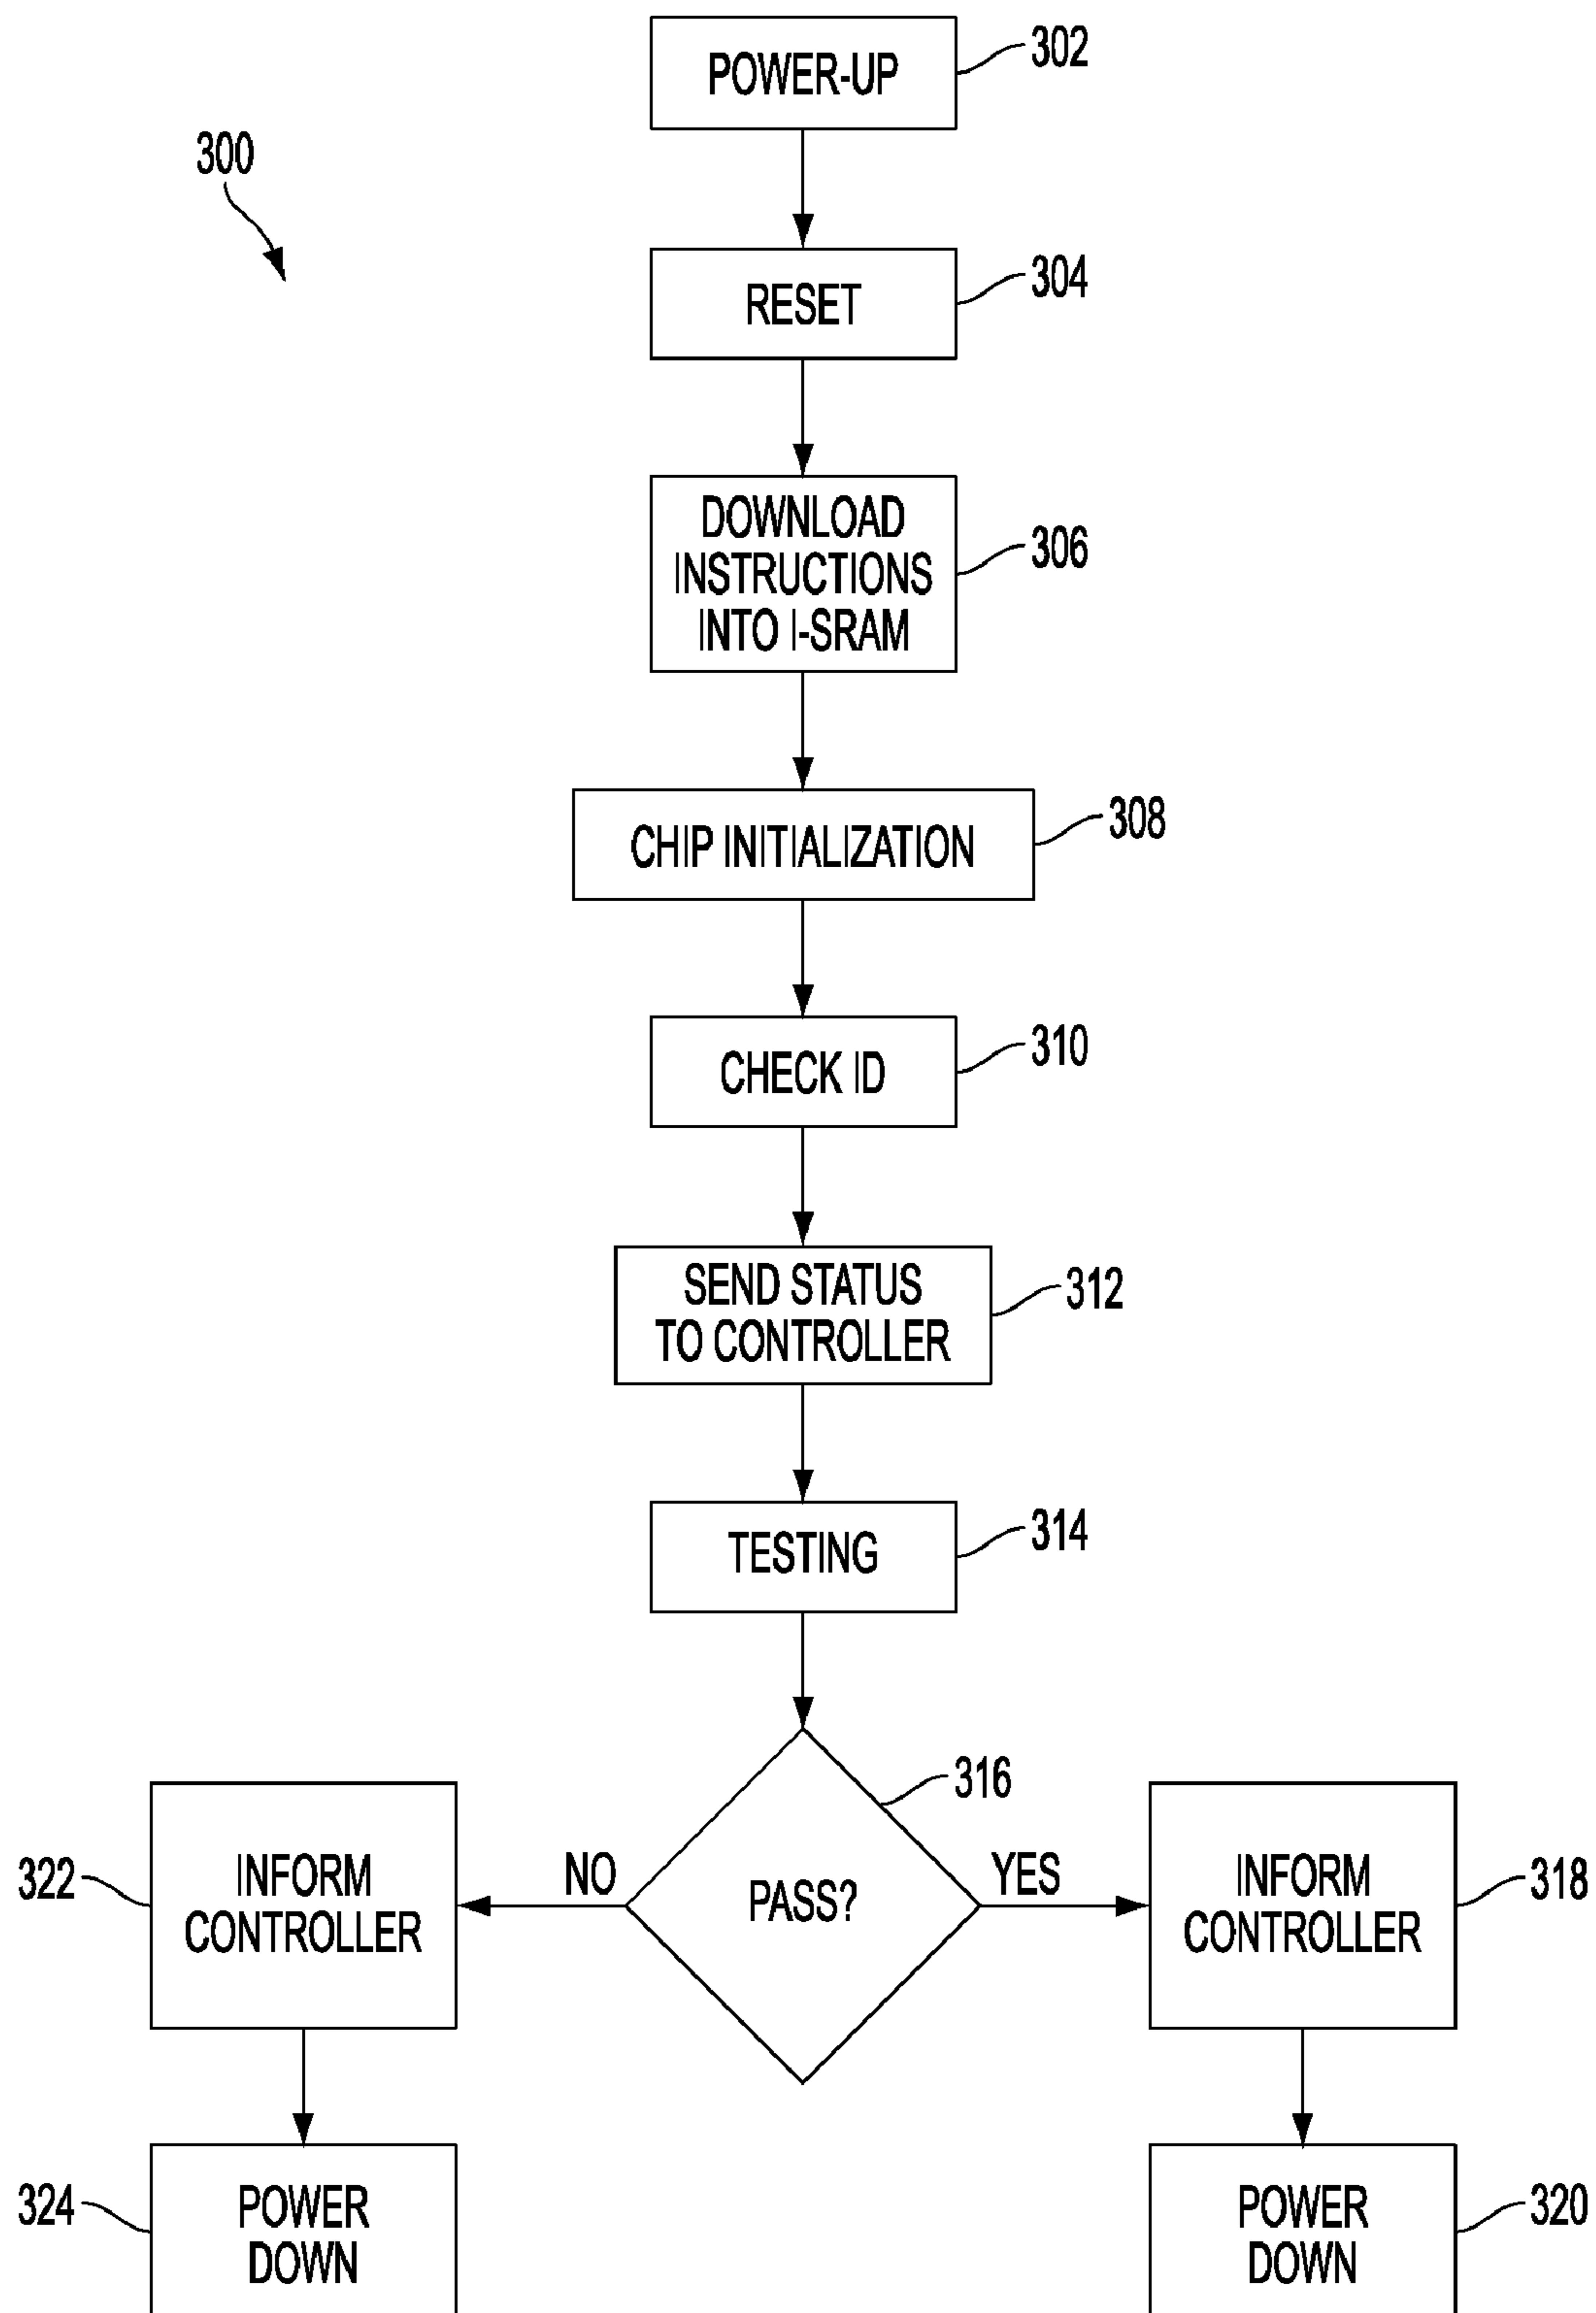 POWER-UP
302
300
RESET
304
DOWNLOAD
INSTRUCTIONS
INTO I-SRAM
306
CHIP INITIALIZATION
308
CHECK ID
310
SEND STATUS
TO CONTROLLER
312
TESTING
314
316
PASS?
NO
YES
322
INFORM
CONTROLLER
INFORM
CONTROLLER
318
324
POWER
DOWN
POWER
DOWN
320